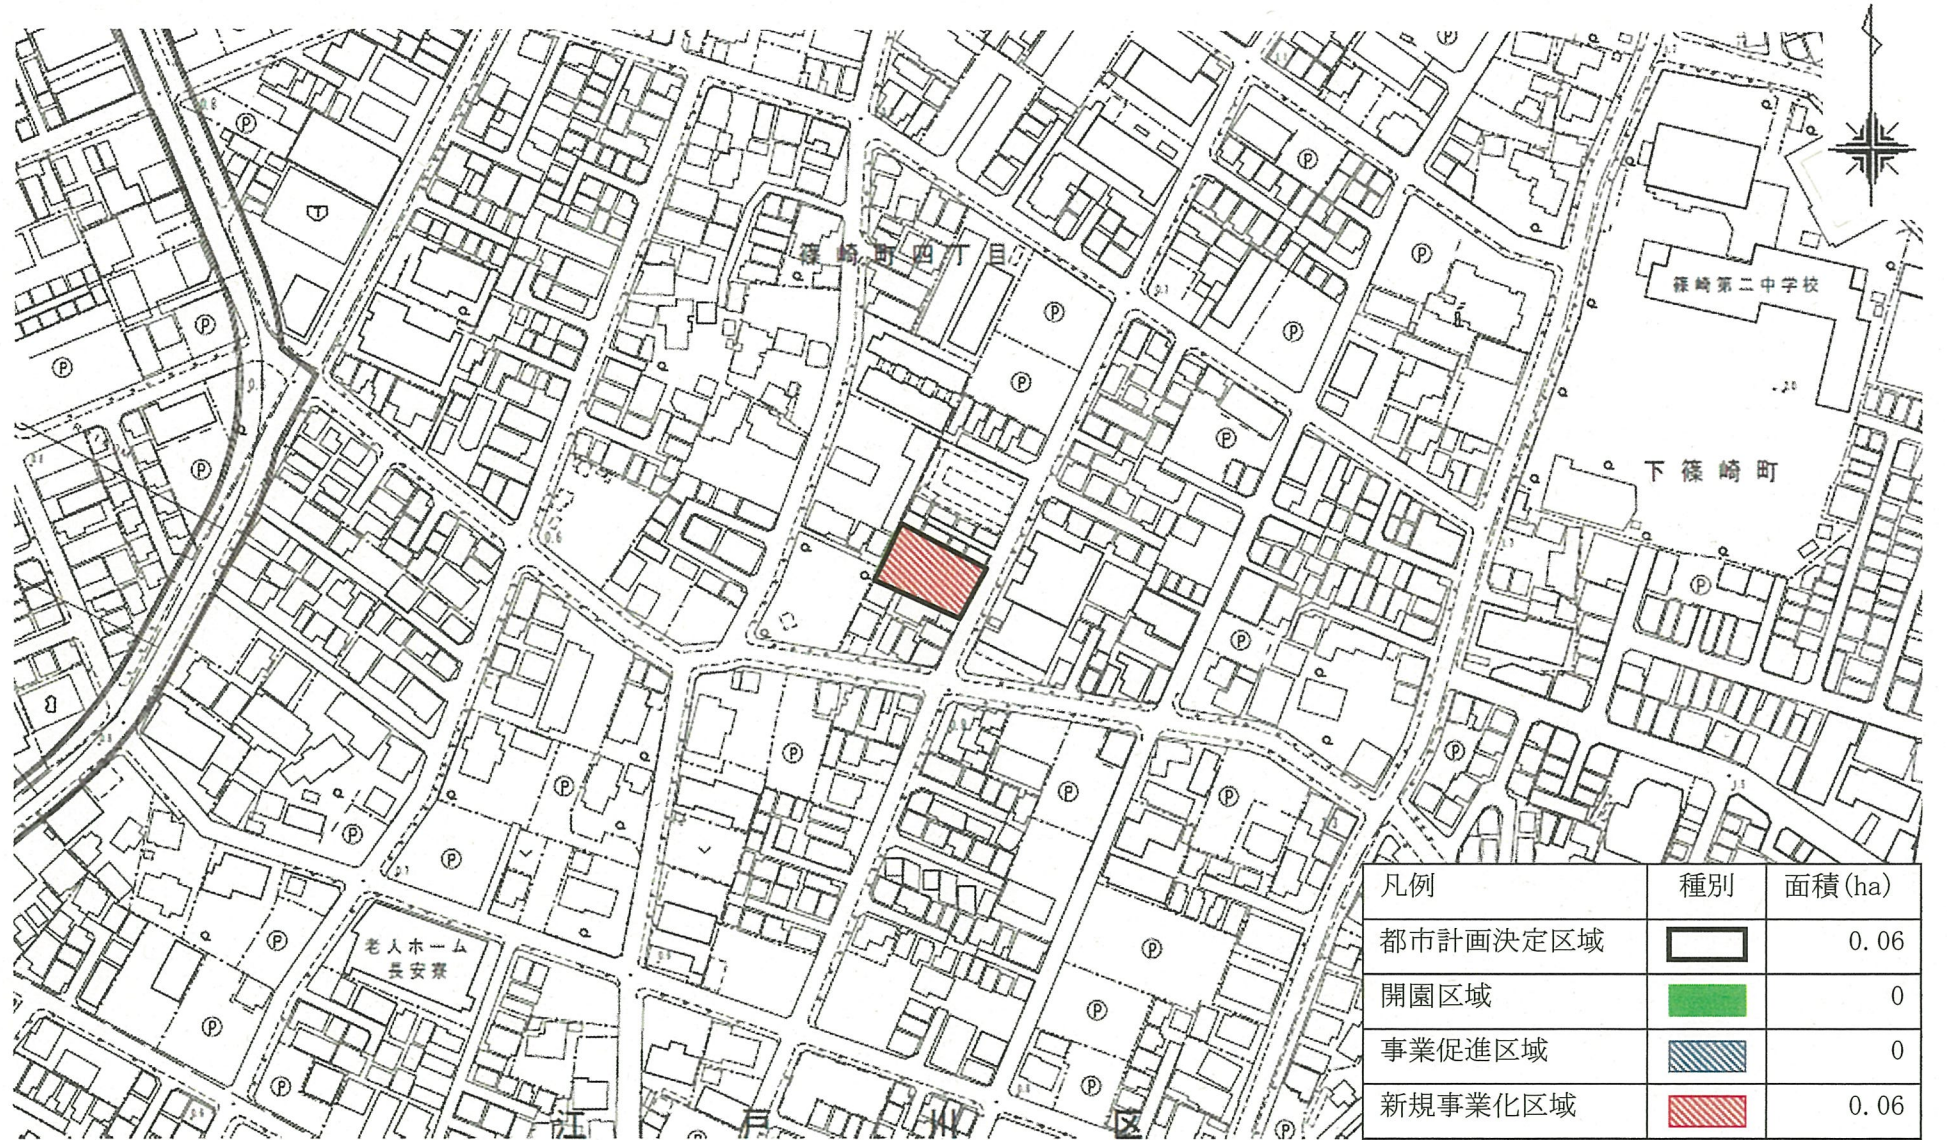 篠崎町四丁目
篠崎第二中学校
下篠崎町
老人ホーム
長安寮
江戸川区
凡例 種別 面積(ha)
都市計画決定区域 0.06
開園区域 0
事業促進区域 0
新規事業化区域 0.06